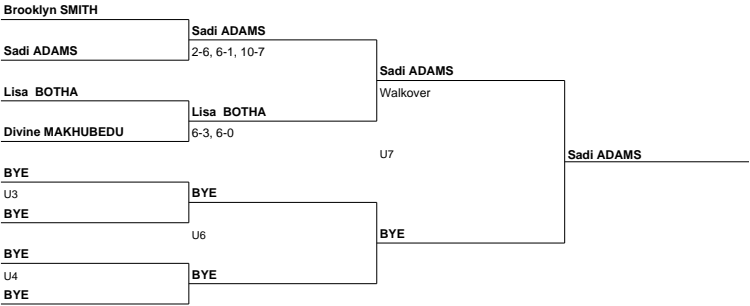 Brooklyn SMITH
Sadi ADAMS
Sadi ADAMS
2-6, 6-1, 10-7
Sadi ADAMS
Lisa BOTHA
Walkover
Lisa BOTHA
Divine MAKHUBEDU
6-3, 6-0
U7
Sadi ADAMS
BYE
U3
BYE
BYE
U6
BYE
BYE
U4
BYE
BYE